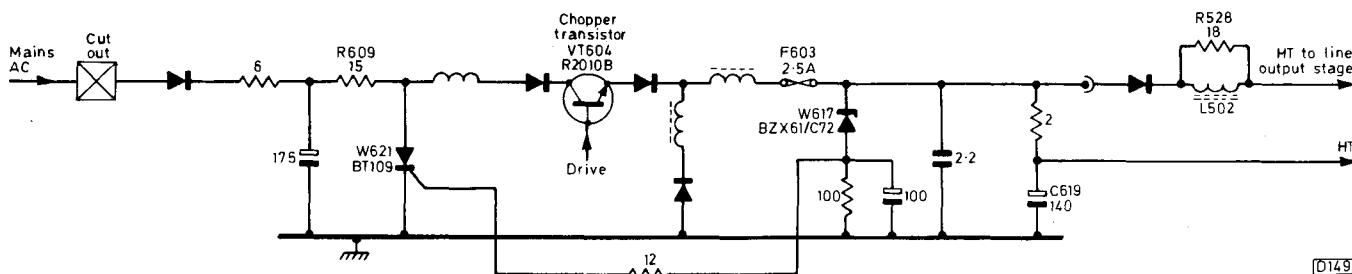 Mains
AC
Cut
out
6
R609
15
175
W621
BT109
Chopper
transistor
VT604
R2010B
Drive
F603
2·5A
W617
BZX61/C72
100
100
2·2
2
C619
140
R528
18
L502
HT to line
output stage
HT
12
D149